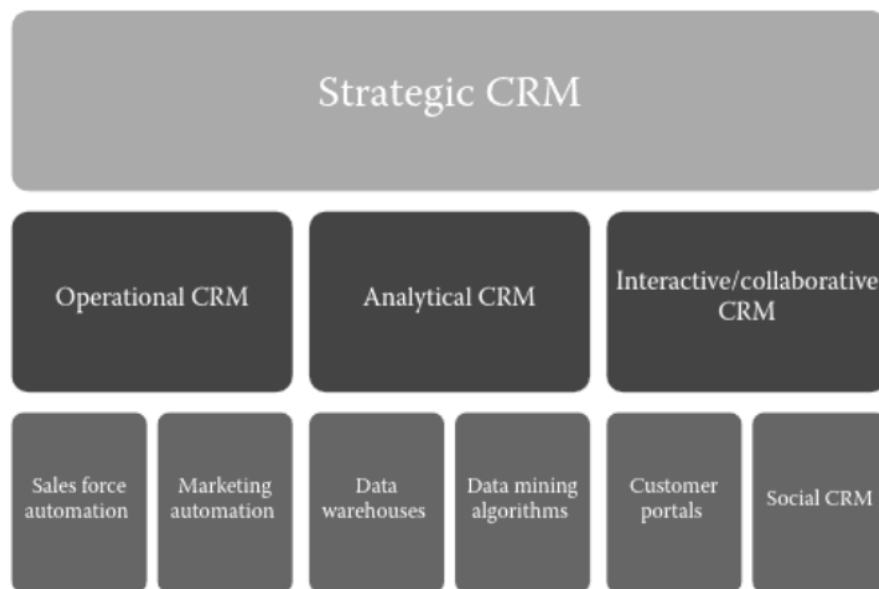 Strategic CRM
Operational CRM
Analytical CRM
Interactive/collaborative
CRM
Sales force
automation
Marketing
automation
Data
warehouses
Data mining
algorithms
Customer
portals
Social CRM